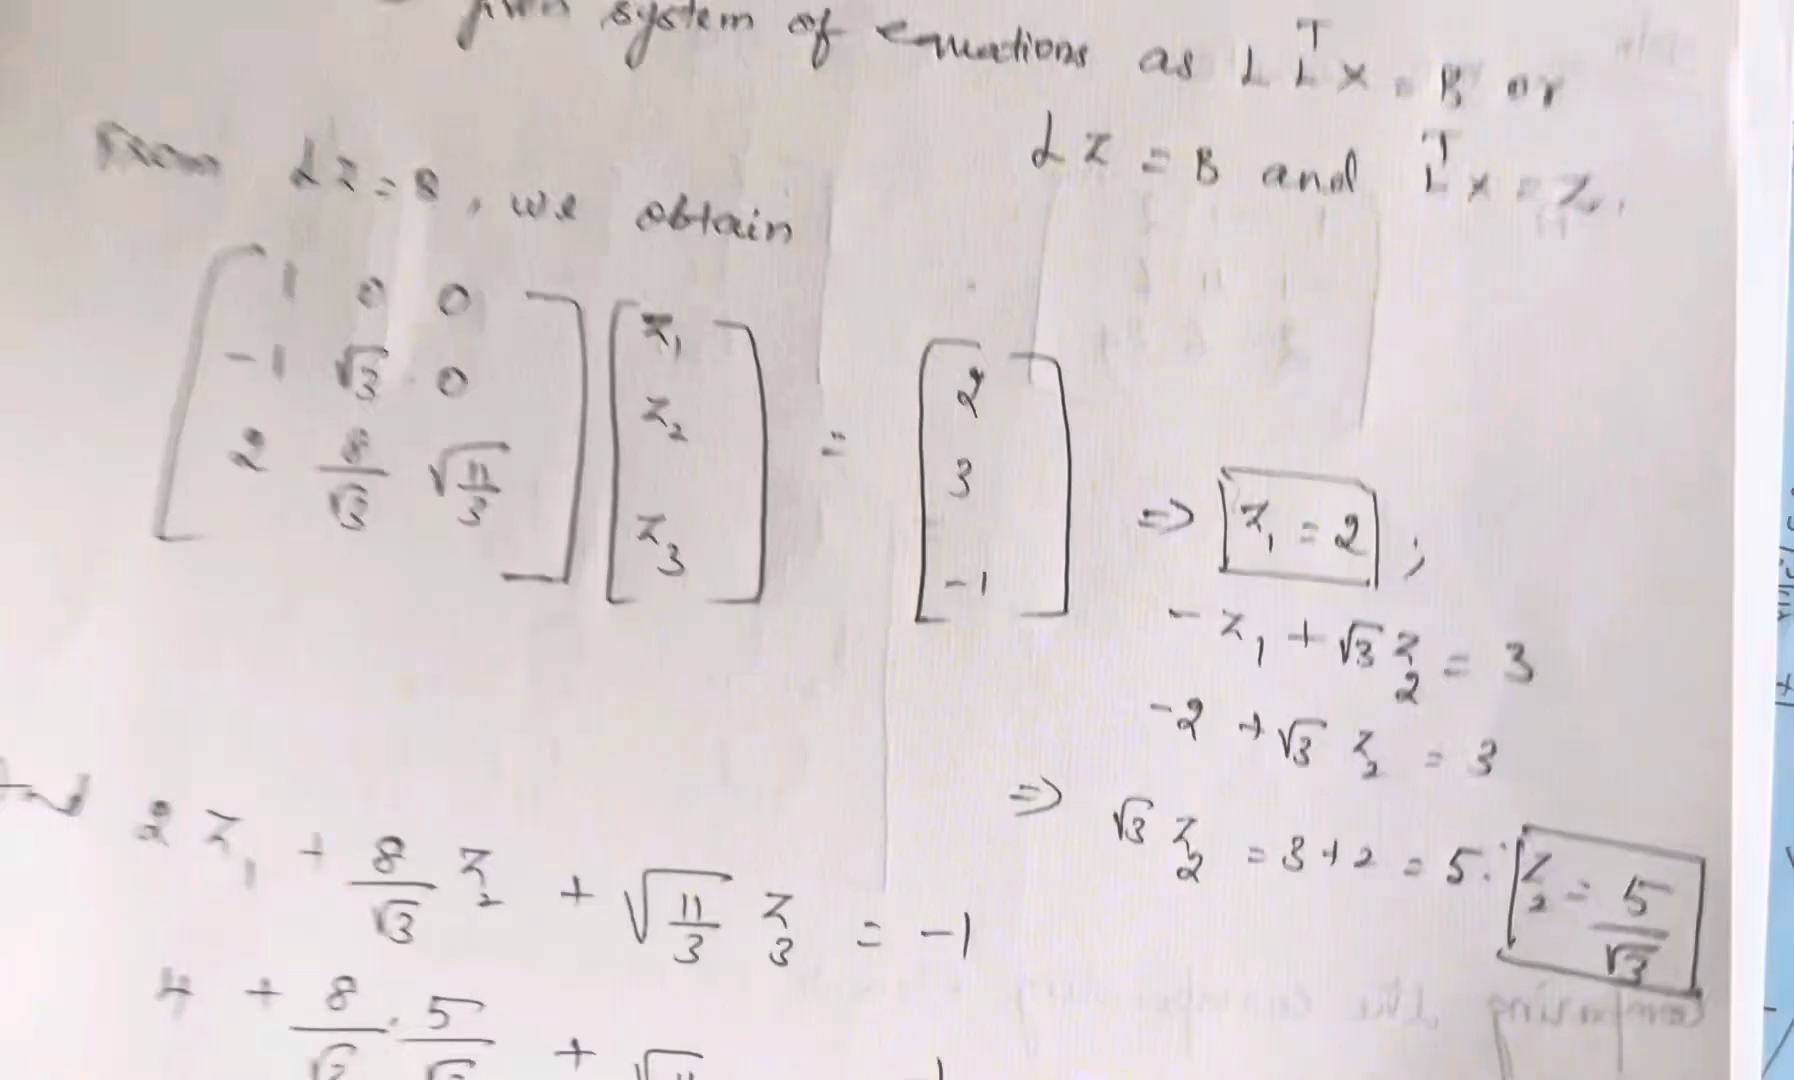 system of equations as L Lᵀ X = B or
L Z = B and Lᵀ X = Z.
From L Z = B, we obtain
[1 0 0; -1 √3 0; 2 8/√3 √(11/3)] [z₁; z₂; z₃] = [2; 3; -1] ⇒ z₁ = 2 ;
- z₁ + √3 z₂ = 3
-2 + √3 z₂ = 3
⇒ √3 z₂ = 3 + 2 = 5. z₂ = 5/√3
2 z₁ + 8/√3 z₂ + √(11/3) z₃ = -1
4 + 8/√3 · 5/√3 +